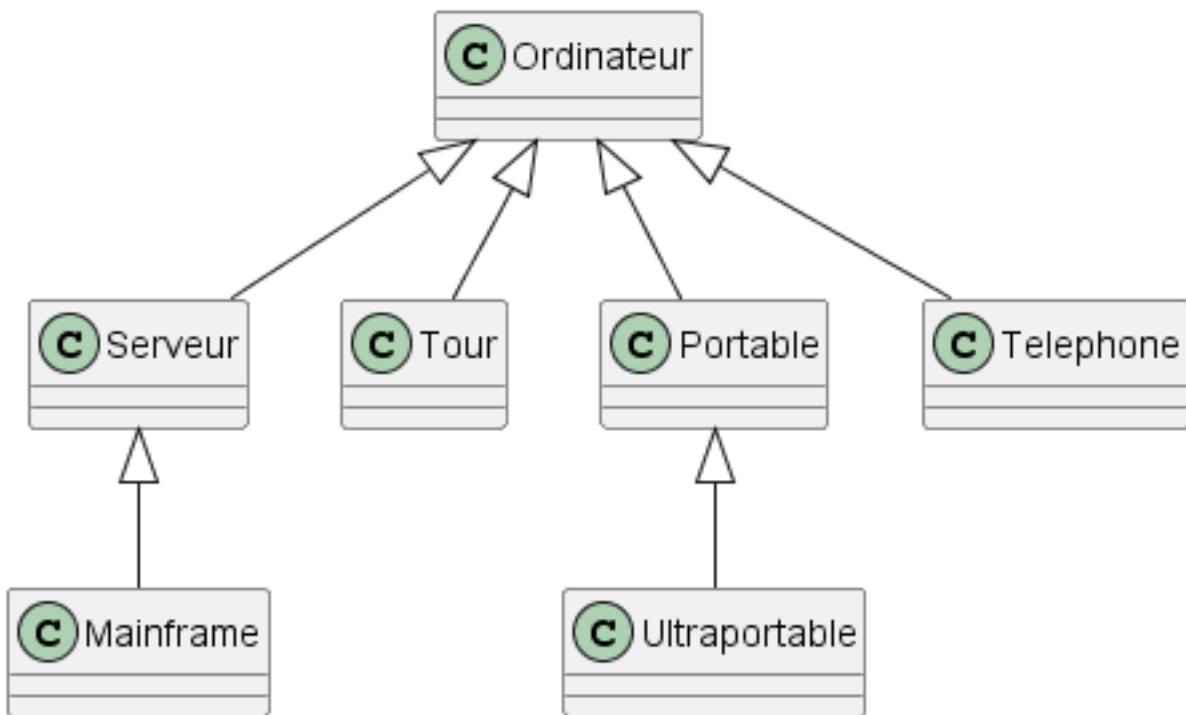 C Ordinateur
C Serveur
C Tour
C Portable
C Telephone
C Mainframe
C Ultraportable